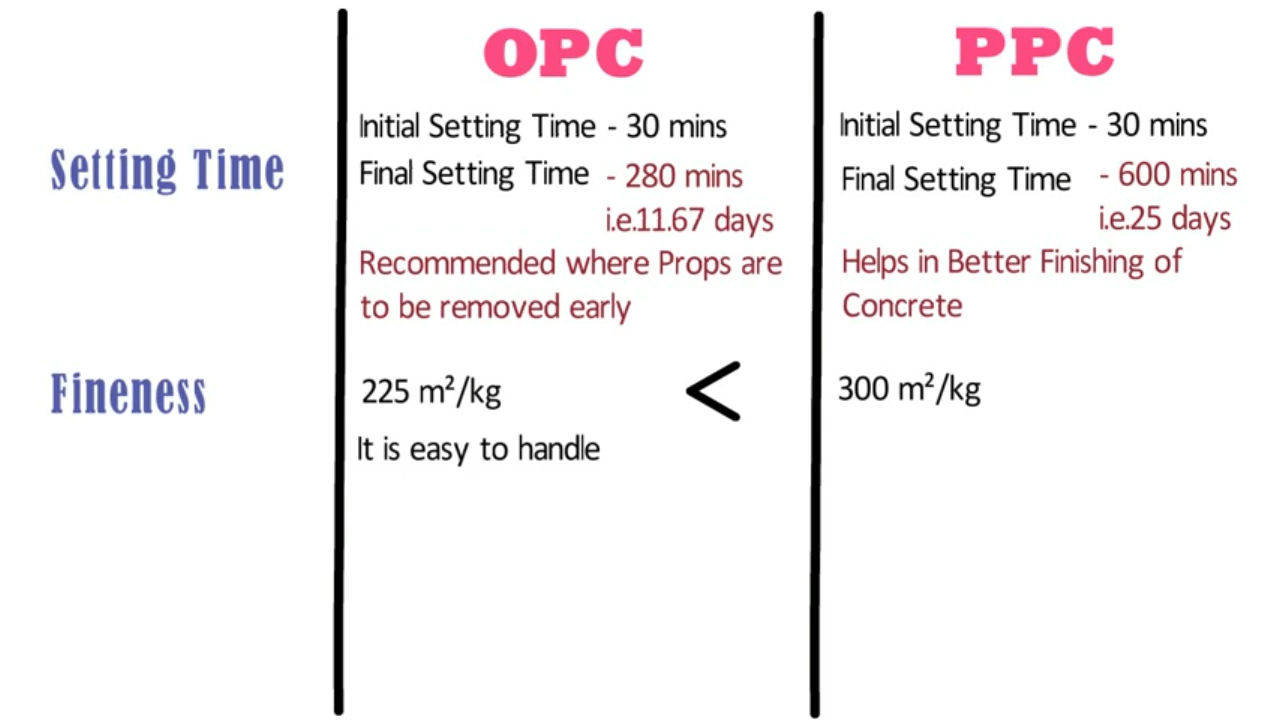 OPC
PPC
Setting Time
Initial Setting Time - 30 mins
Final Setting Time - 280 mins
i.e.11.67 days
Recommended where Props are
to be removed early
Initial Setting Time - 30 mins
Final Setting Time - 600 mins
i.e.25 days
Helps in Better Finishing of
Concrete
Fineness
225 m²/kg
<
300 m²/kg
It is easy to handle